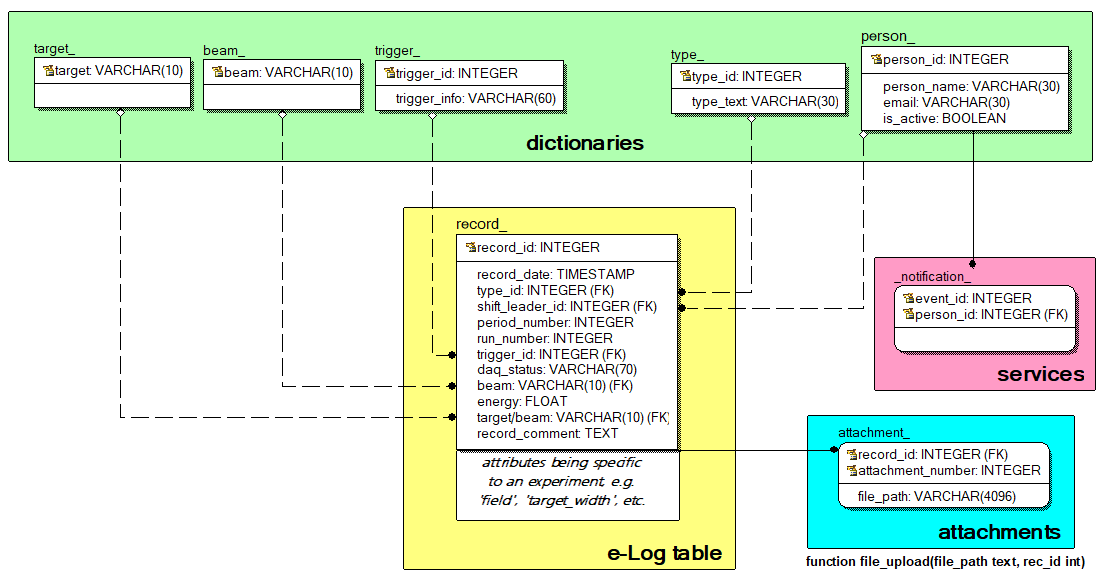 target_
target: VARCHAR(10)
beam_
beam: VARCHAR(10)
trigger_
trigger_id: INTEGER
trigger_info: VARCHAR(60)
type_
type_id: INTEGER
type_text: VARCHAR(30)
person_
person_id: INTEGER
person_name: VARCHAR(30)
email: VARCHAR(30)
is_active: BOOLEAN
dictionaries
record_
record_id: INTEGER
record_date: TIMESTAMP
type_id: INTEGER (FK)
shift_leader_id: INTEGER (FK)
period_number: INTEGER
run_number: INTEGER
trigger_id: INTEGER (FK)
daq_status: VARCHAR(70)
beam: VARCHAR(10) (FK)
energy: FLOAT
target/beam: VARCHAR(10) (FK)
record_comment: TEXT
attributes being specific
to an experiment, e.g.
'field', 'target_width', etc.
e-Log table
_notification_
event_id: INTEGER
person_id: INTEGER (FK)
services
attachment_
record_id: INTEGER (FK)
attachment_number: INTEGER
file_path: VARCHAR(4096)
attachments
function file_upload(file_path text, rec_id int)